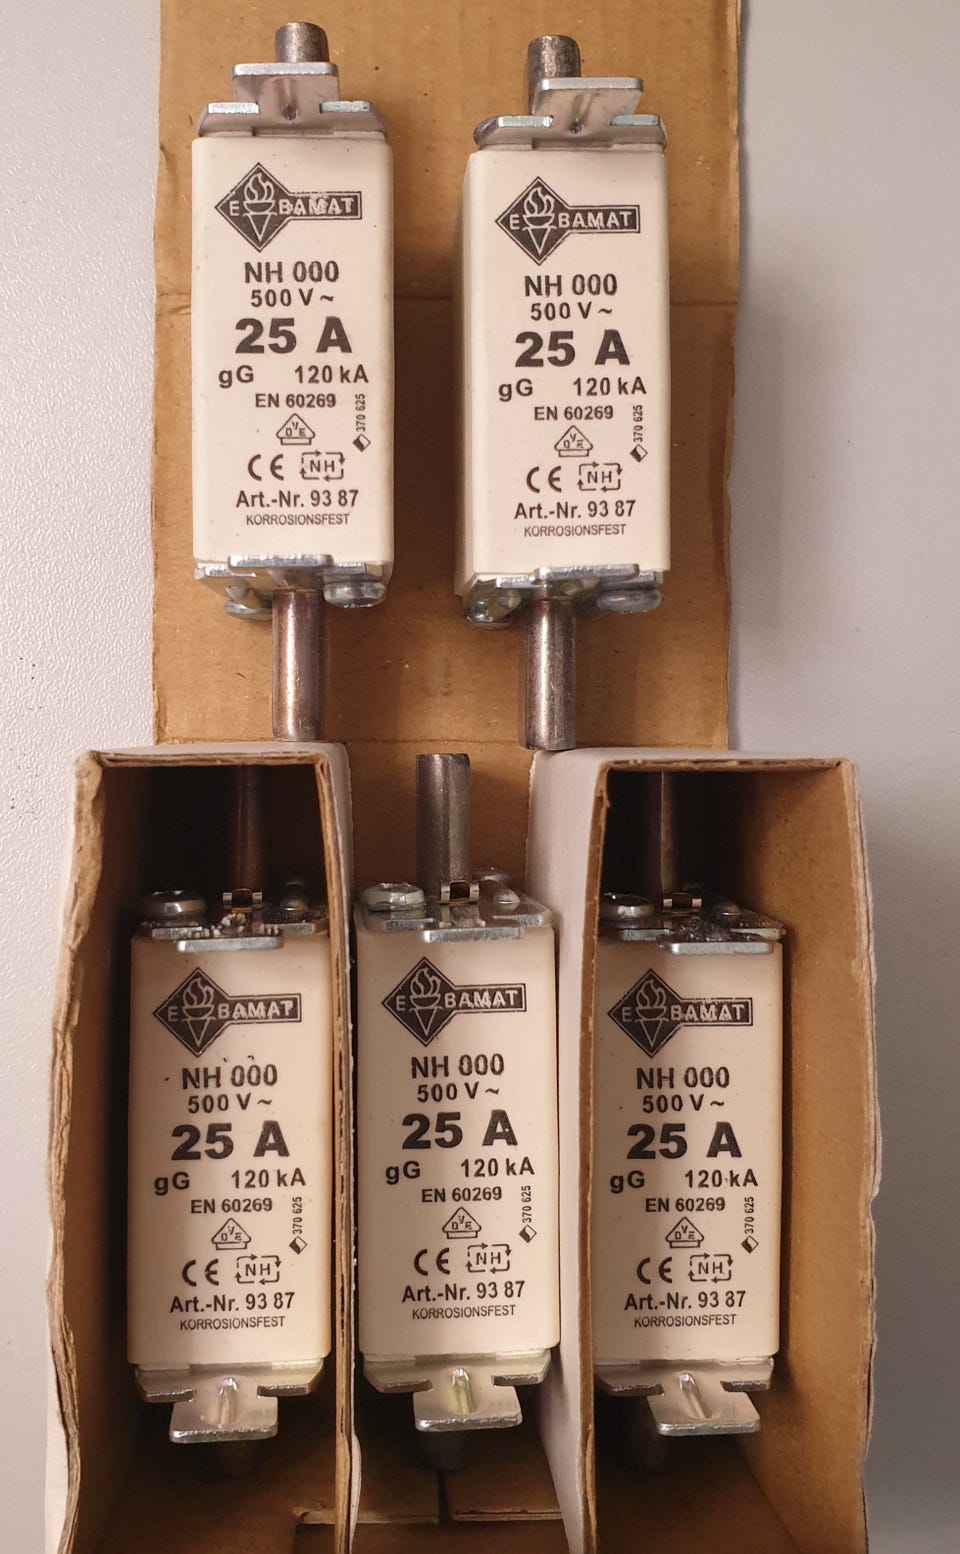 E BAMAT
NH 000
500 V ~
25 A
gG 120 kA
EN 60269
370 625
VDE
CE NH
Art.-Nr. 93 87
KORROSIONSFEST
E BAMAT
NH 000
500 V ~
25 A
gG 120 kA
EN 60269
370 625
VDE
CE NH
Art.-Nr. 93 87
KORROSIONSFEST
E BAMAT
NH 000
500 V ~
25 A
gG 120 kA
EN 60269
370 625
VDE
CE NH
Art.-Nr. 93 87
KORROSIONSFEST
E BAMAT
NH 000
500 V ~
25 A
gG 120 kA
EN 60269
370 625
VDE
CE NH
Art.-Nr. 93 87
KORROSIONSFEST
E BAMAT
NH 000
500 V ~
25 A
gG 120 kA
EN 60269
370 625
VDE
CE NH
Art.-Nr. 93 87
KORROSIONSFEST